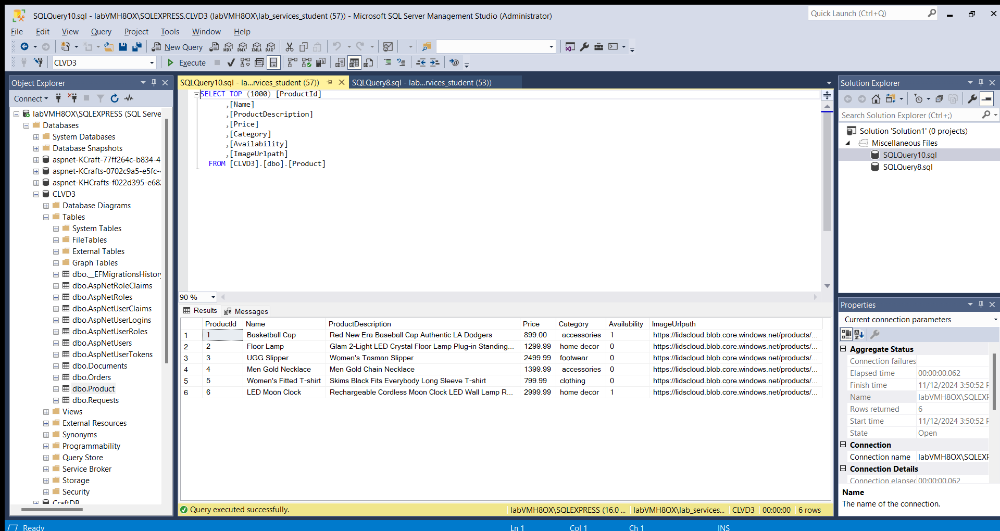 SQLQuery10.sql - labVMH8OX\SQLEXPRESS.CLVD3 (labVMH8OX\lab_services_student (57)) - Microsoft SQL Server Management Studio (Administrator)
Quick Launch (Ctrl+Q)
File Edit View Query Project Tools Window Help
New Query MDX DMX XMLA DAX
CLVD3 Execute
Object Explorer
Connect
labVMH8OX\SQLEXPRESS (SQL Serve
Databases
System Databases
Database Snapshots
aspnet-KCraft-77ff264c-b834-4
aspnet-KCrafts-0702c9a5-e5fc-4
aspnet-KHCrafts-f022d395-e682
CLVD3
Database Diagrams
Tables
System Tables
FileTables
External Tables
Graph Tables
dbo.__EFMigrationsHistory
dbo.AspNetRoleClaims
dbo.AspNetRoles
dbo.AspNetUserClaims
dbo.AspNetUserLogins
dbo.AspNetUserRoles
dbo.AspNetUsers
dbo.AspNetUserTokens
dbo.Documents
dbo.Orders
dbo.Product
dbo.Requests
Views
External Resources
Synonyms
Programmability
Query Store
Service Broker
Storage
Security
CraftDB
SQLQuery10.sql - la...rvices_student (57)) SQLQuery8.sql - lab...rvices_student (53))
SELECT TOP (1000) [ProductId]
,[Name]
,[ProductDescription]
,[Price]
,[Category]
,[Availability]
,[ImageUrlpath]
FROM [CLVD3].[dbo].[Product]
90 %
Results Messages
ProductId Name ProductDescription Price Category Availability ImageUrlpath
1 1 Basketball Cap Red New Era Baseball Cap Authentic LA Dodgers 899.00 accessories 1 https://lidscloud.blob.core.windows.net/products/...
2 2 Floor Lamp Glam 2-Light LED Crystal Floor Lamp Plug-in Standing... 1299.99 home decor 0 https://lidscloud.blob.core.windows.net/products/...
3 3 UGG Slipper Women's Tasman Slipper 2499.99 footwear 0 https://lidscloud.blob.core.windows.net/products/...
4 4 Men Gold Necklace Men Gold Chain Necklace 1399.99 accessories 0 https://lidscloud.blob.core.windows.net/products/...
5 5 Women's Fitted T-shirt Skims Black Fits Everybody Long Sleeve T-shirt 799.99 clothing 0 https://lidscloud.blob.core.windows.net/products/...
6 6 LED Moon Clock Rechargeable Cordless Moon Clock LED Wall Lamp R... 2999.99 home decor 1 https://lidscloud.blob.core.windows.net/products/...
Query executed successfully. labVMH8OX\SQLEXPRESS (16.0 ... labVMH8OX\lab_services... CLVD3 00:00:00 6 rows
Solution Explorer
Search Solution Explorer (Ctrl+;)
Solution 'Solution1' (0 projects)
Miscellaneous Files
SQLQuery10.sql
SQLQuery8.sql
Properties
Current connection parameters
Aggregate Status
Connection failures
Elapsed time 00:00:00.062
Finish time 11/12/2024 3:50:52 P
Name labVMH8OX\SQLEXP
Rows returned 6
Start time 11/12/2024 3:50:52 P
State Open
Connection
Connection name labVMH8OX\SQLEXP
Connection Details
Connection elapsec 00:00:00.062
Name
The name of the connection.
Ready Ln 1 Col 1 Ch 1 INS